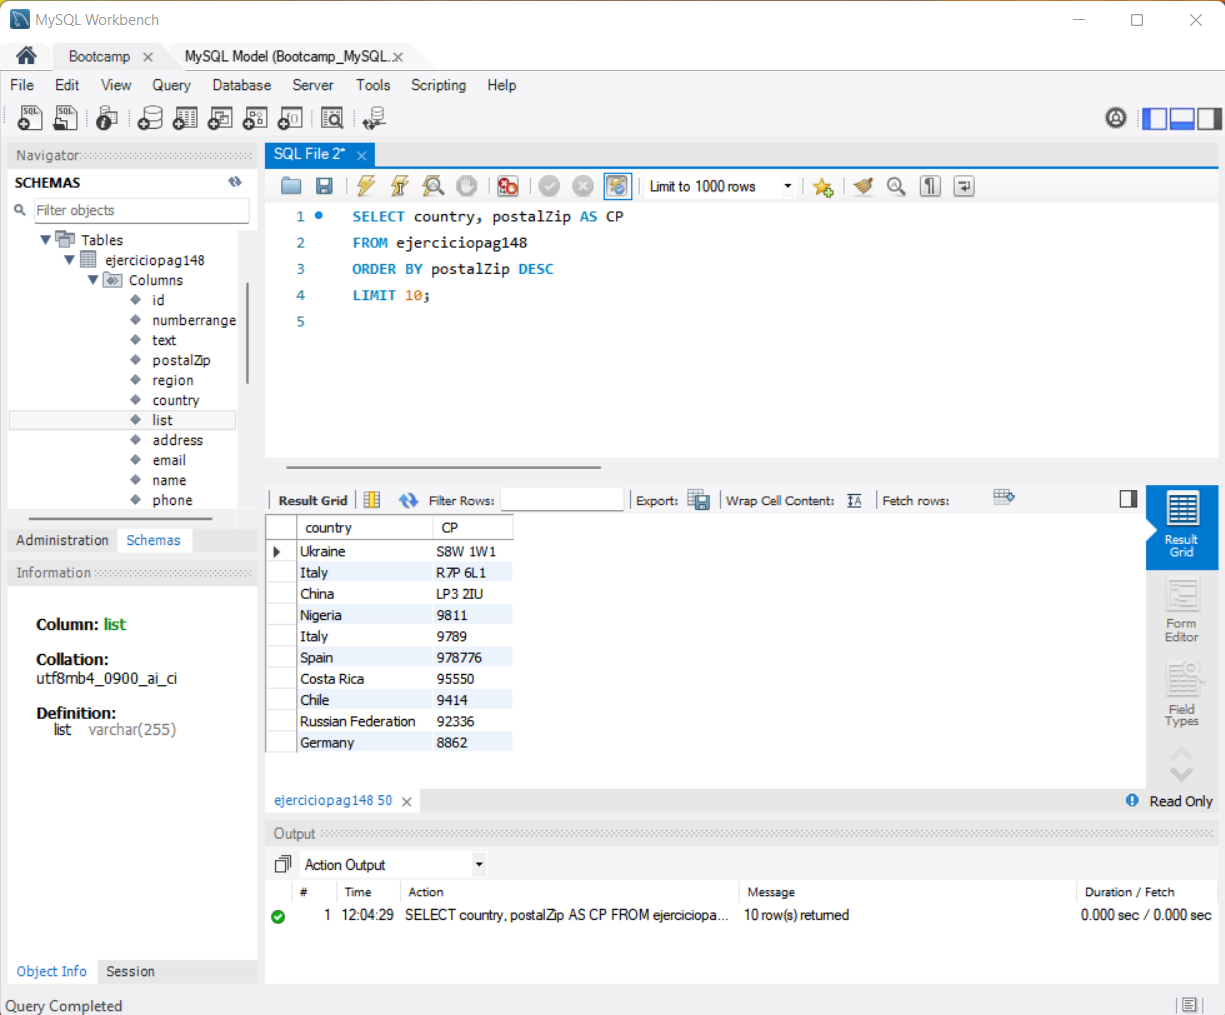 MySQL Workbench
Bootcamp
MySQL Model (Bootcamp_MySQL...
File Edit View Query Database Server Tools Scripting Help
Navigator
SCHEMAS
Filter objects
Tables
ejerciciopag148
Columns
id
numberrange
text
postalZip
region
country
list
address
email
name
phone
Administration Schemas
Information
Column: list
Collation:
utf8mb4_0900_ai_ci
Definition:
list varchar(255)
Object Info Session
SQL File 2*
Limit to 1000 rows
1 SELECT country, postalZip AS CP
2 FROM ejerciciopag148
3 ORDER BY postalZip DESC
4 LIMIT 10;
5
Result Grid Filter Rows: Export: Wrap Cell Content: Fetch rows:
country CP
Ukraine S8W 1W1
Italy R7P 6L1
China LP3 2IU
Nigeria 9811
Italy 9789
Spain 978776
Costa Rica 95550
Chile 9414
Russian Federation 92336
Germany 8862
Result
Grid
Form
Editor
Field
Types
ejerciciopag148 50
Read Only
Output
Action Output
# Time Action Message Duration / Fetch
1 12:04:29 SELECT country, postalZip AS CP FROM ejerciciopa... 10 row(s) returned 0.000 sec / 0.000 sec
Query Completed